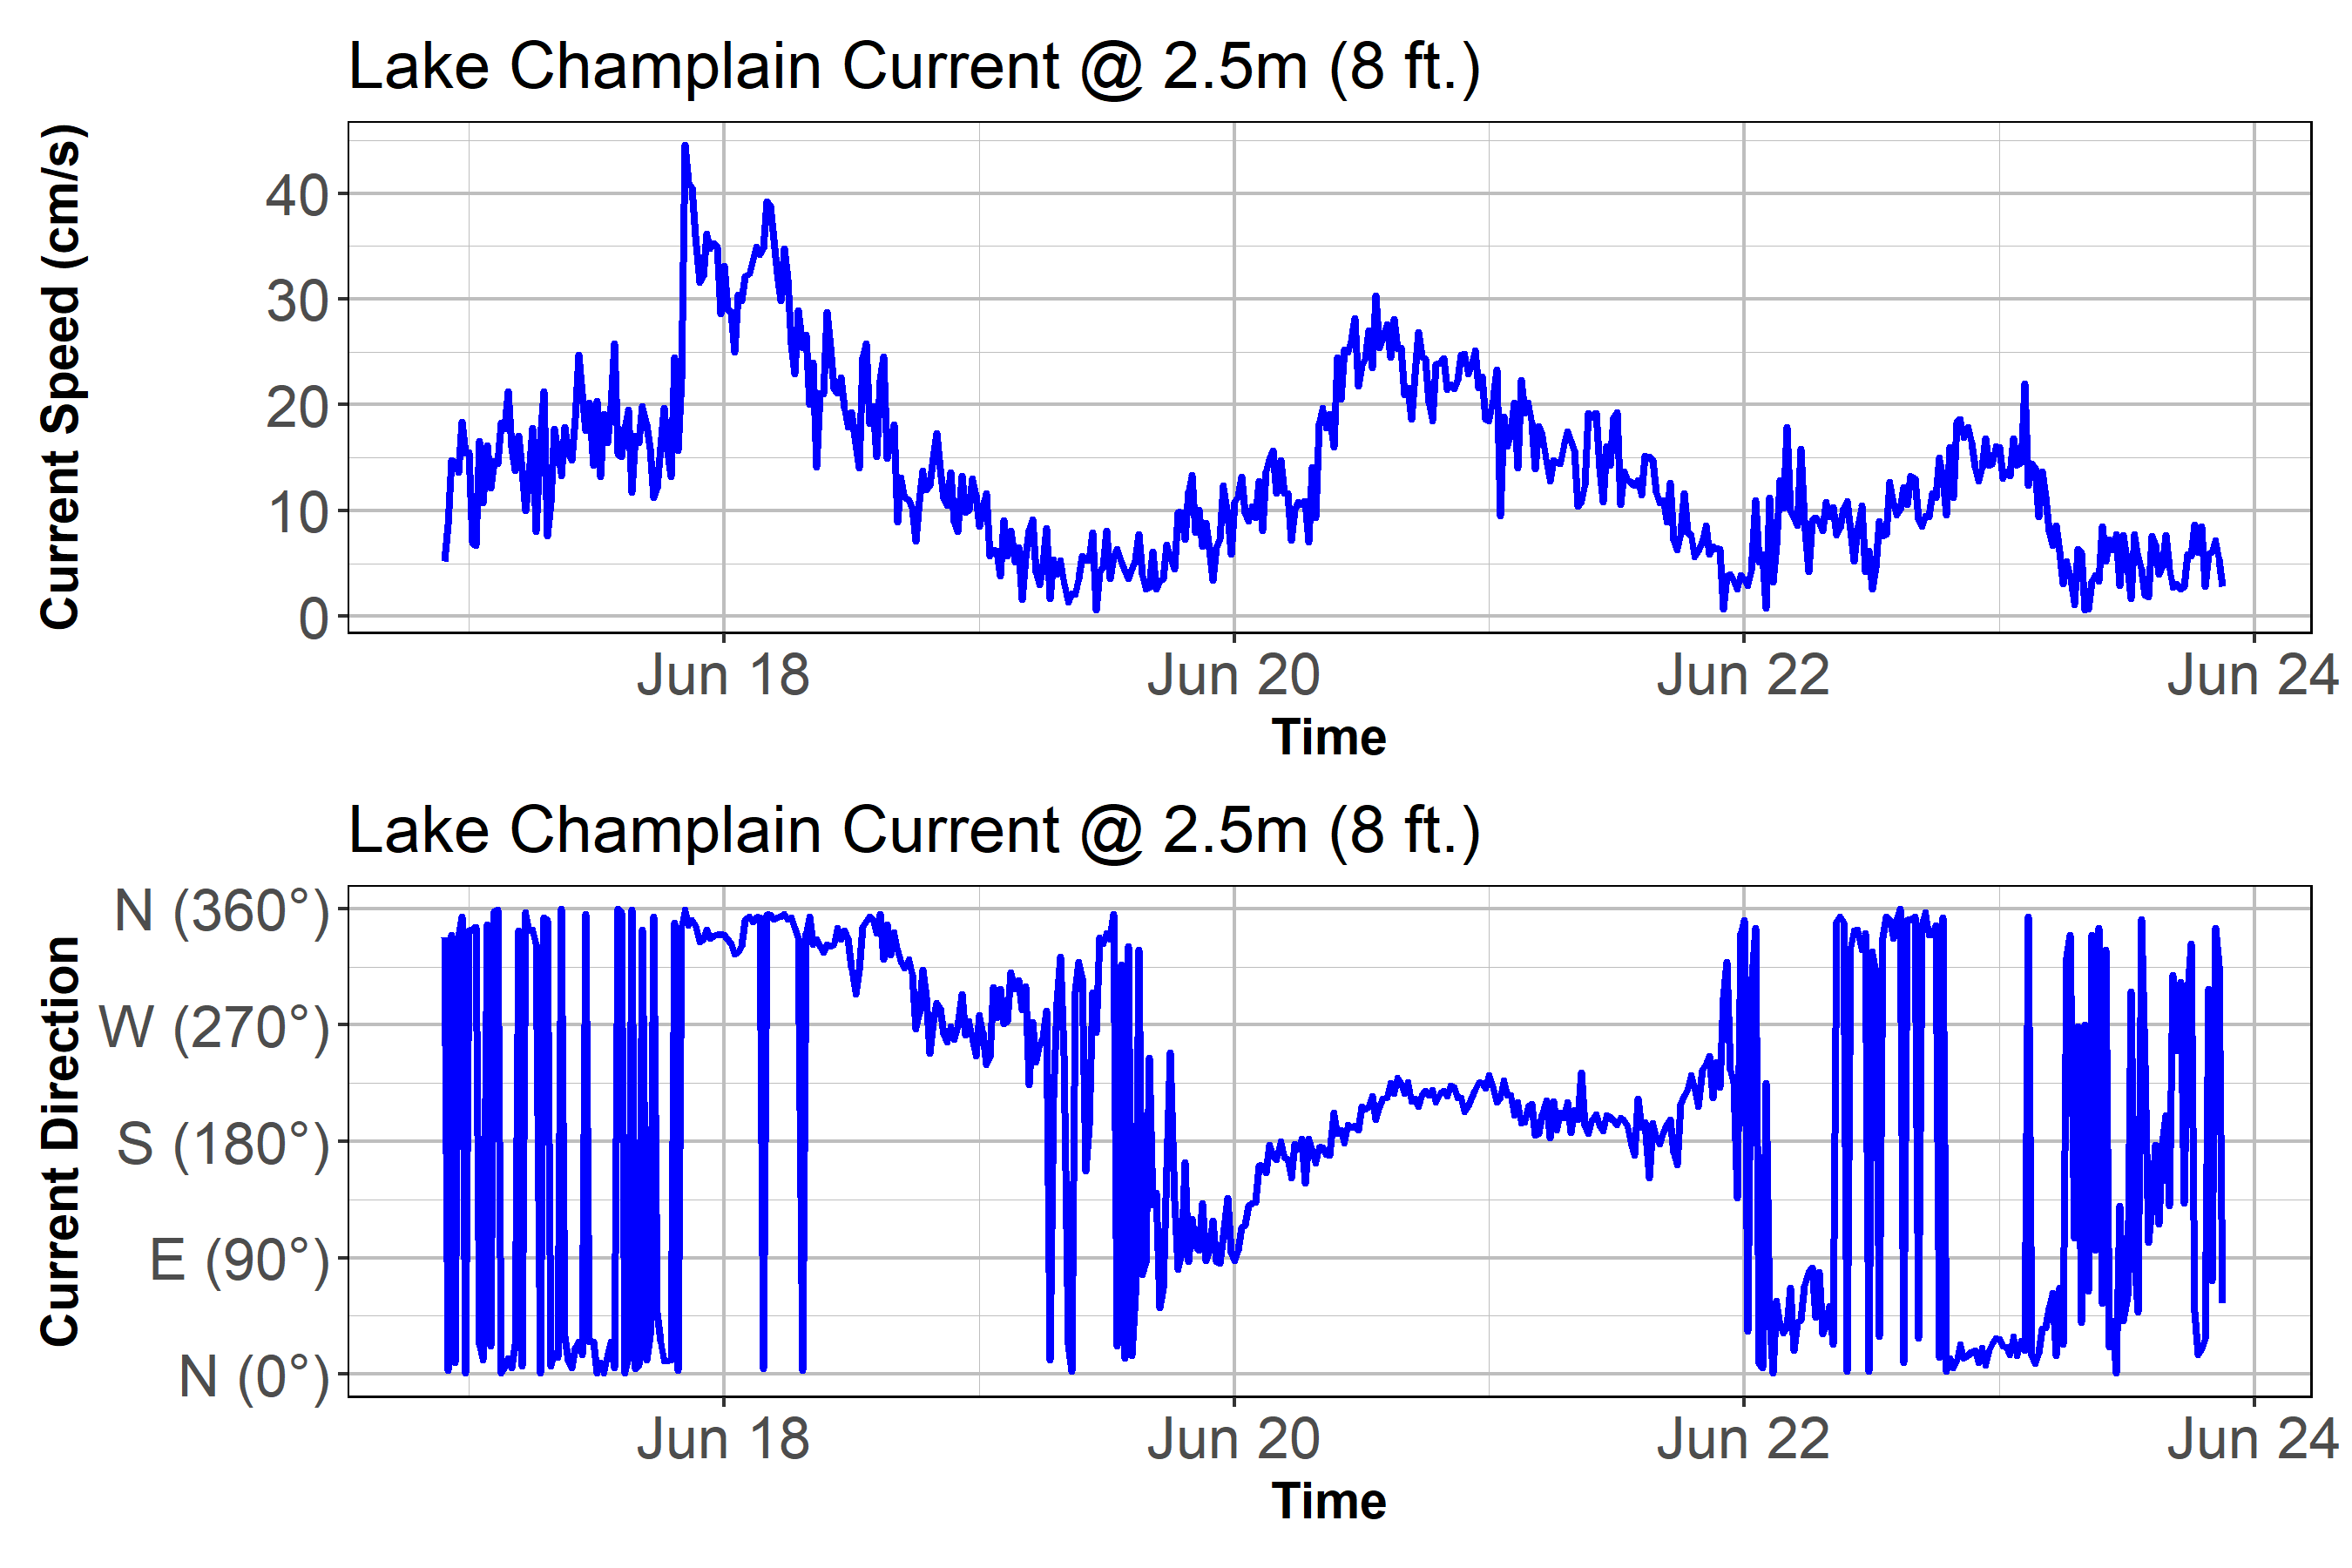 Lake Champlain Current @ 2.5m (8 ft.)
Current Speed (cm/s)
40
30
20
10
0
Jun 18 Jun 20 Jun 22 Jun 24
Time
Lake Champlain Current @ 2.5m (8 ft.)
Current Direction
N (360°)
W (270°)
S (180°)
E (90°)
N (0°)
Jun 18 Jun 20 Jun 22 Jun 24
Time